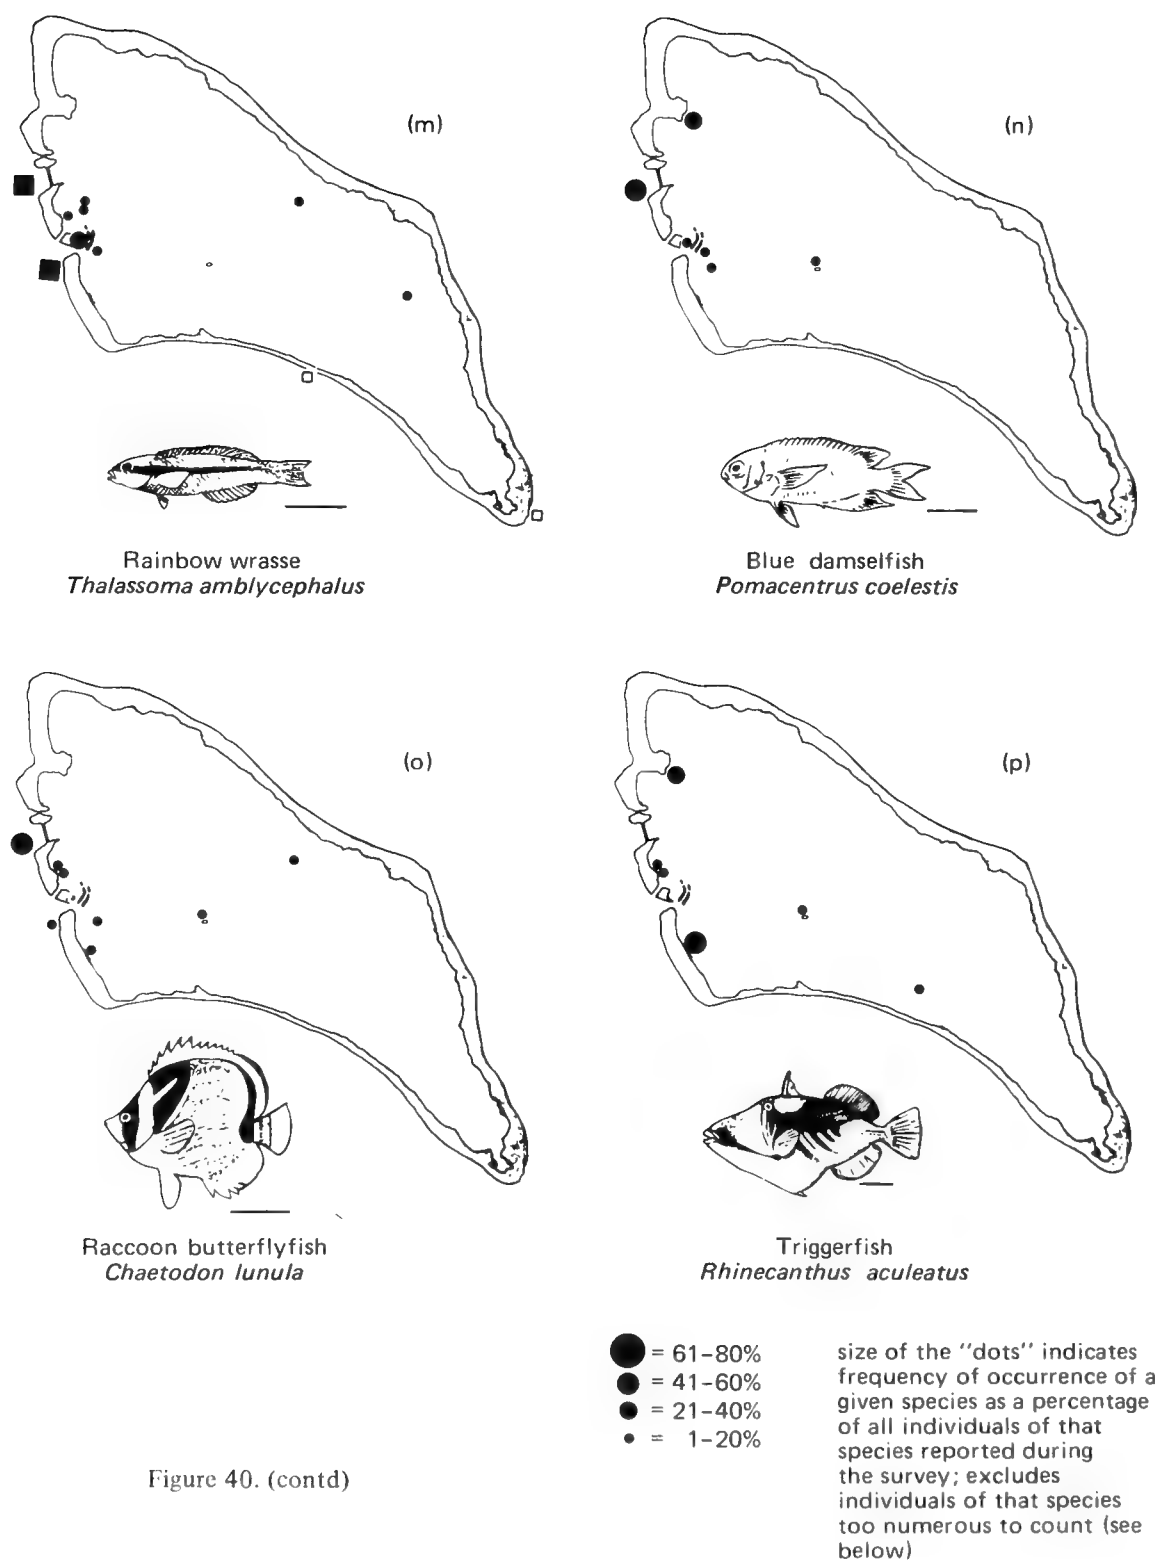 (m)
(n)
Rainbow wrasse
Thalassoma amblycephalus
Blue damselfish
Pomacentrus coelestis
(o)
(p)
Raccoon butterflyfish
Chaetodon lunula
Triggerfish
Rhinecanthus aculeatus
= 61-80%
= 41-60%
= 21-40%
= 1-20%
size of the "dots" indicates
frequency of occurrence of a
given species as a percentage
of all individuals of that
species reported during
the survey; excludes
individuals of that species
too numerous to count (see
below)
Figure 40. (contd)